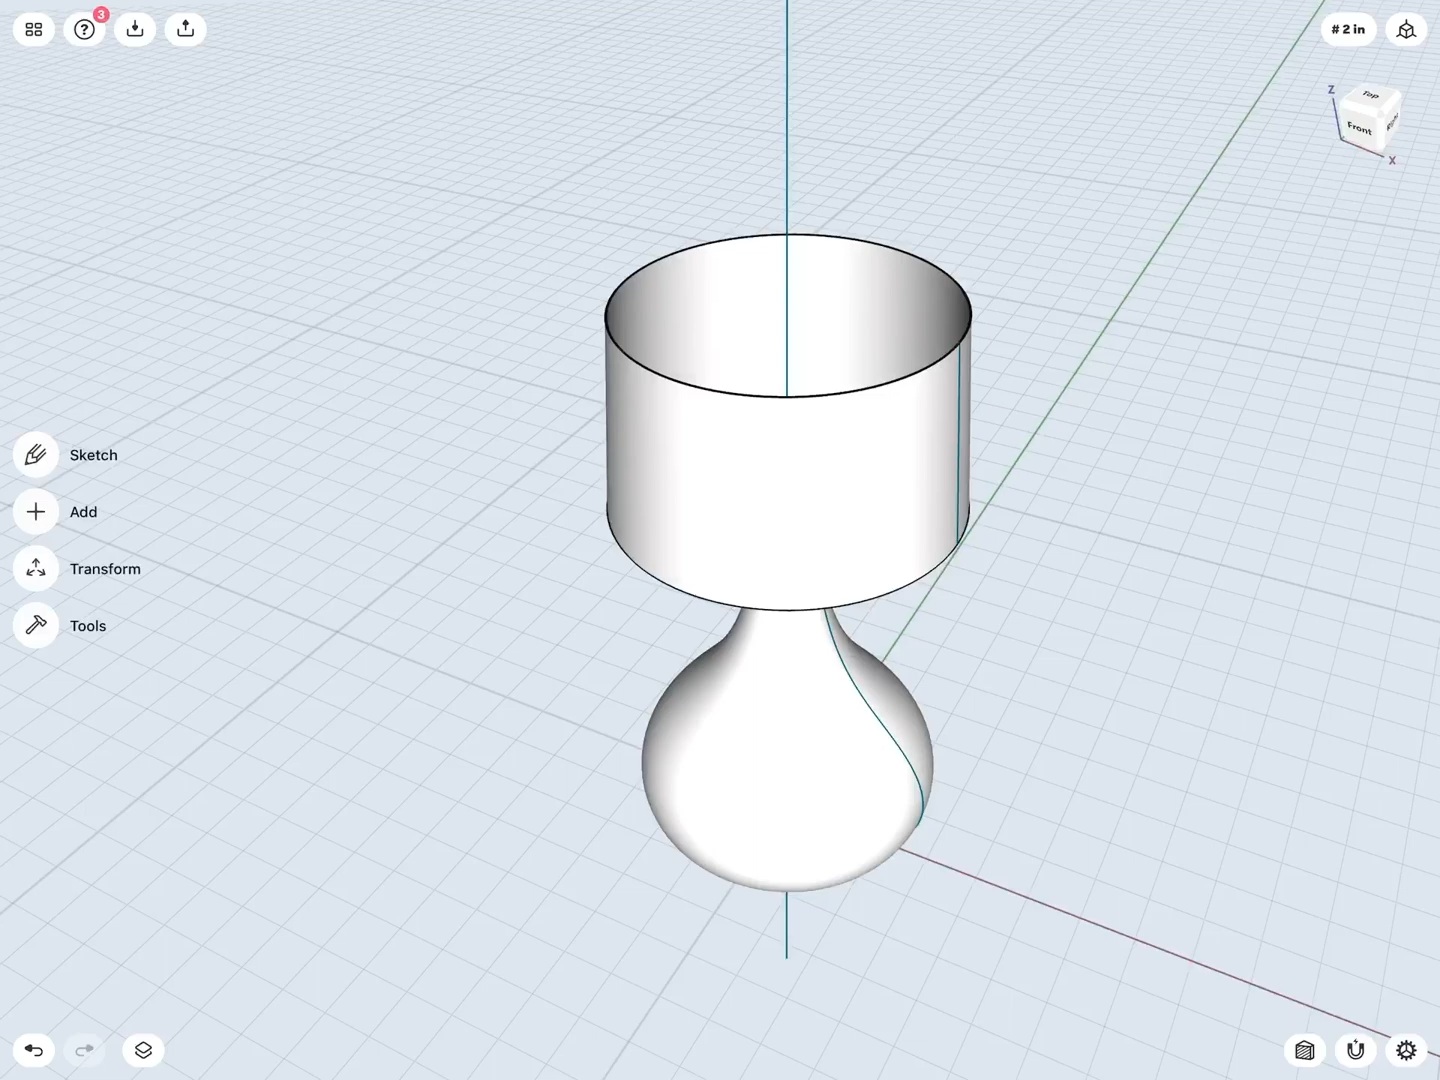 3
# 2 in
Z
Top
Front
Right
X
Sketch
Add
Transform
Tools